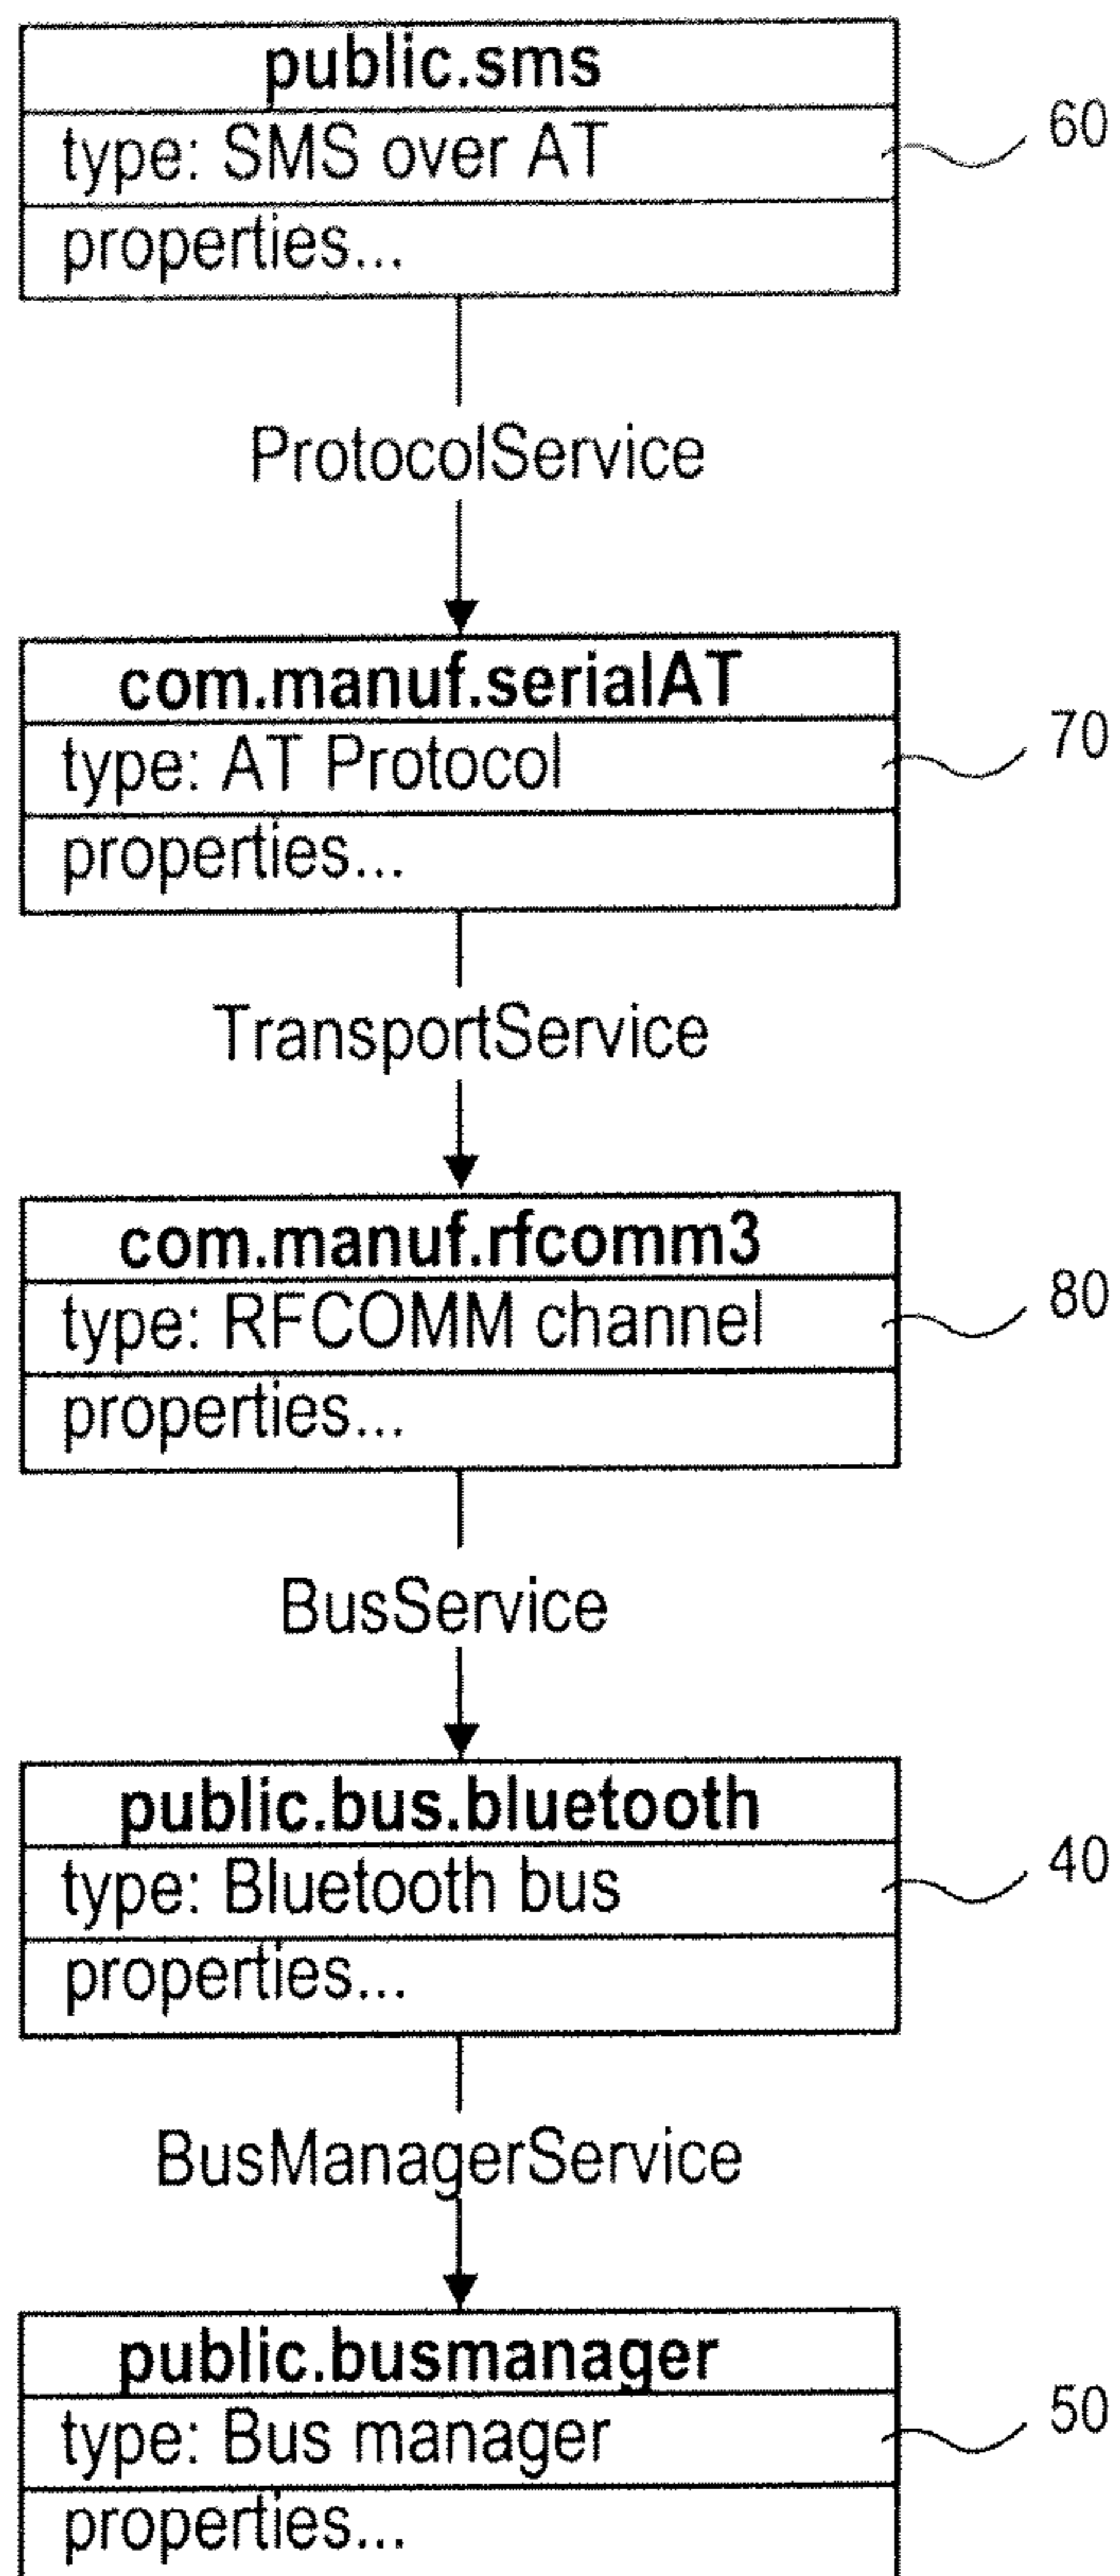 public.sms
type: SMS over AT
60
properties...
ProtocolService
com.manuf.serialAT
type: AT Protocol
70
properties...
TransportService
com.manuf.rfcomm3
type: RFCOMM channel
80
properties...
BusService
public.bus.bluetooth
type: Bluetooth bus
40
properties...
BusManagerService
public.busmanager
type: Bus manager
50
properties...